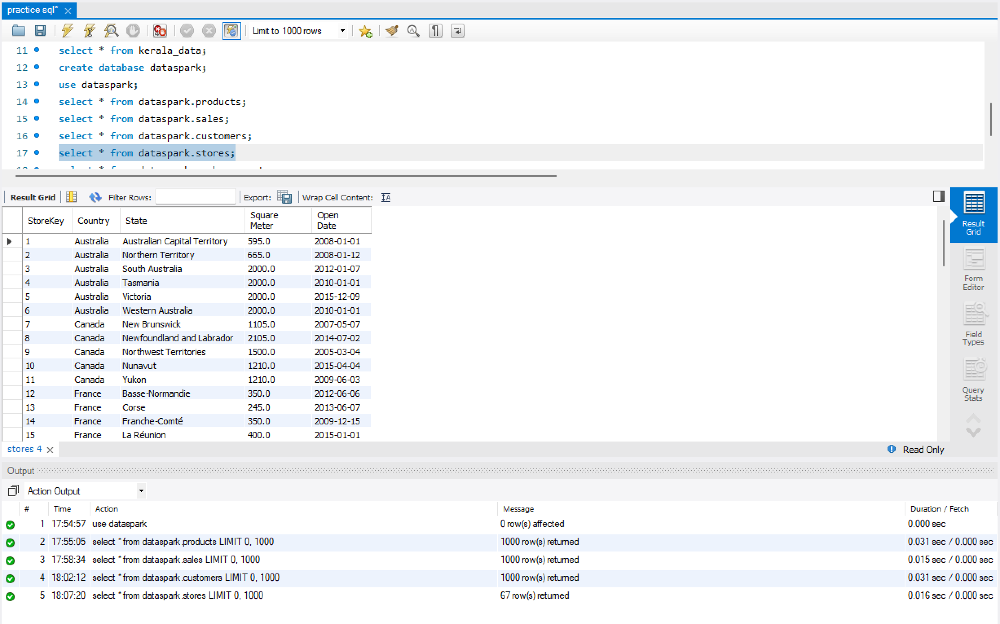 practice sql*
Limit to 1000 rows
11 select * from kerala_data;
12 create database dataspark;
13 use dataspark;
14 select * from dataspark.products;
15 select * from dataspark.sales;
16 select * from dataspark.customers;
17 select * from dataspark.stores;
Result Grid Filter Rows: Export: Wrap Cell Content:
StoreKey Country State Square Meter Open Date
1 Australia Australian Capital Territory 595.0 2008-01-01
2 Australia Northern Territory 665.0 2008-01-12
3 Australia South Australia 2000.0 2012-01-07
4 Australia Tasmania 2000.0 2010-01-01
5 Australia Victoria 2000.0 2015-12-09
6 Australia Western Australia 2000.0 2010-01-01
7 Canada New Brunswick 1105.0 2007-05-07
8 Canada Newfoundland and Labrador 2105.0 2014-07-02
9 Canada Northwest Territories 1500.0 2005-03-04
10 Canada Nunavut 1210.0 2015-04-04
11 Canada Yukon 1210.0 2009-06-03
12 France Basse-Normandie 350.0 2012-06-06
13 France Corse 245.0 2013-06-07
14 France Franche-Comté 350.0 2009-12-15
15 France La Réunion 400.0 2015-01-01
Result
Grid
Form
Editor
Field
Types
Query
Stats
stores 4
Read Only
Output
Action Output
# Time Action Message Duration / Fetch
1 17:54:57 use dataspark 0 row(s) affected 0.000 sec
2 17:55:05 select * from dataspark.products LIMIT 0, 1000 1000 row(s) returned 0.031 sec / 0.000 sec
3 17:58:34 select * from dataspark.sales LIMIT 0, 1000 1000 row(s) returned 0.015 sec / 0.000 sec
4 18:02:12 select * from dataspark.customers LIMIT 0, 1000 1000 row(s) returned 0.031 sec / 0.000 sec
5 18:07:20 select * from dataspark.stores LIMIT 0, 1000 67 row(s) returned 0.016 sec / 0.000 sec